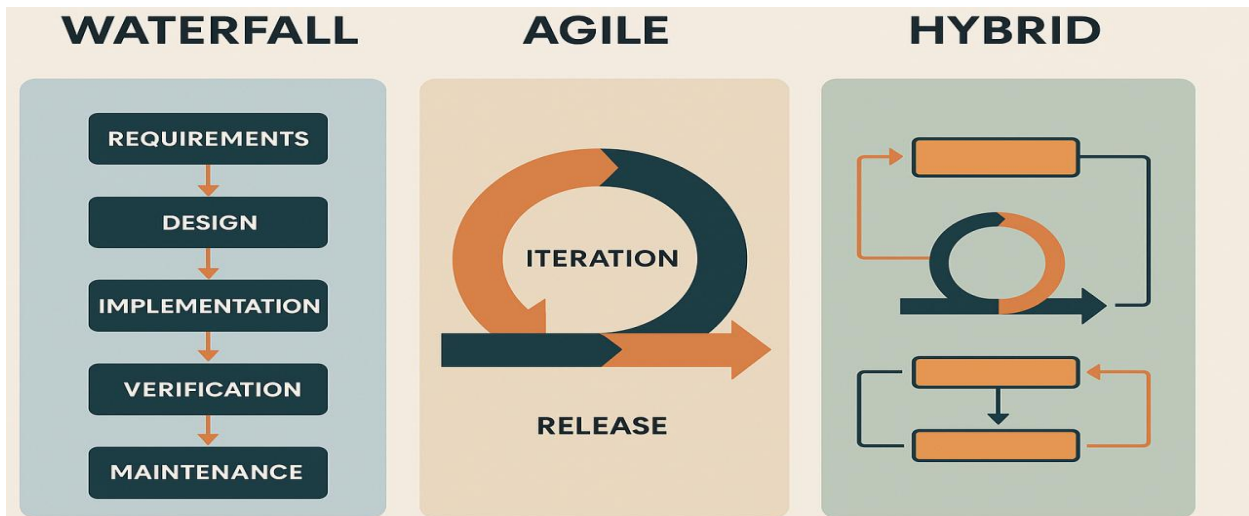 WATERFALL
REQUIREMENTS
DESIGN
IMPLEMENTATION
VERIFICATION
MAINTENANCE
AGILE
ITERATION
RELEASE
HYBRID